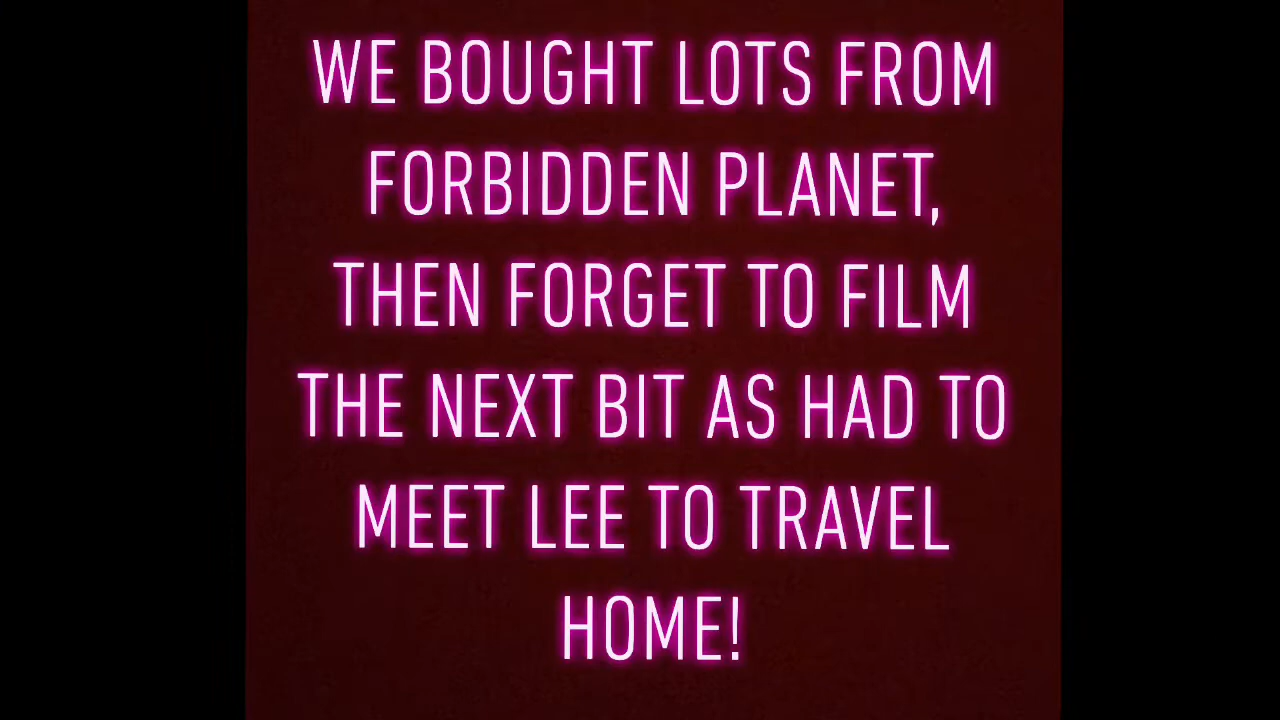 WE BOUGHT LOTS FROM
FORBIDDEN PLANET,
THEN FORGET TO FILM
THE NEXT BIT AS HAD TO
MEET LEE TO TRAVEL
HOME!